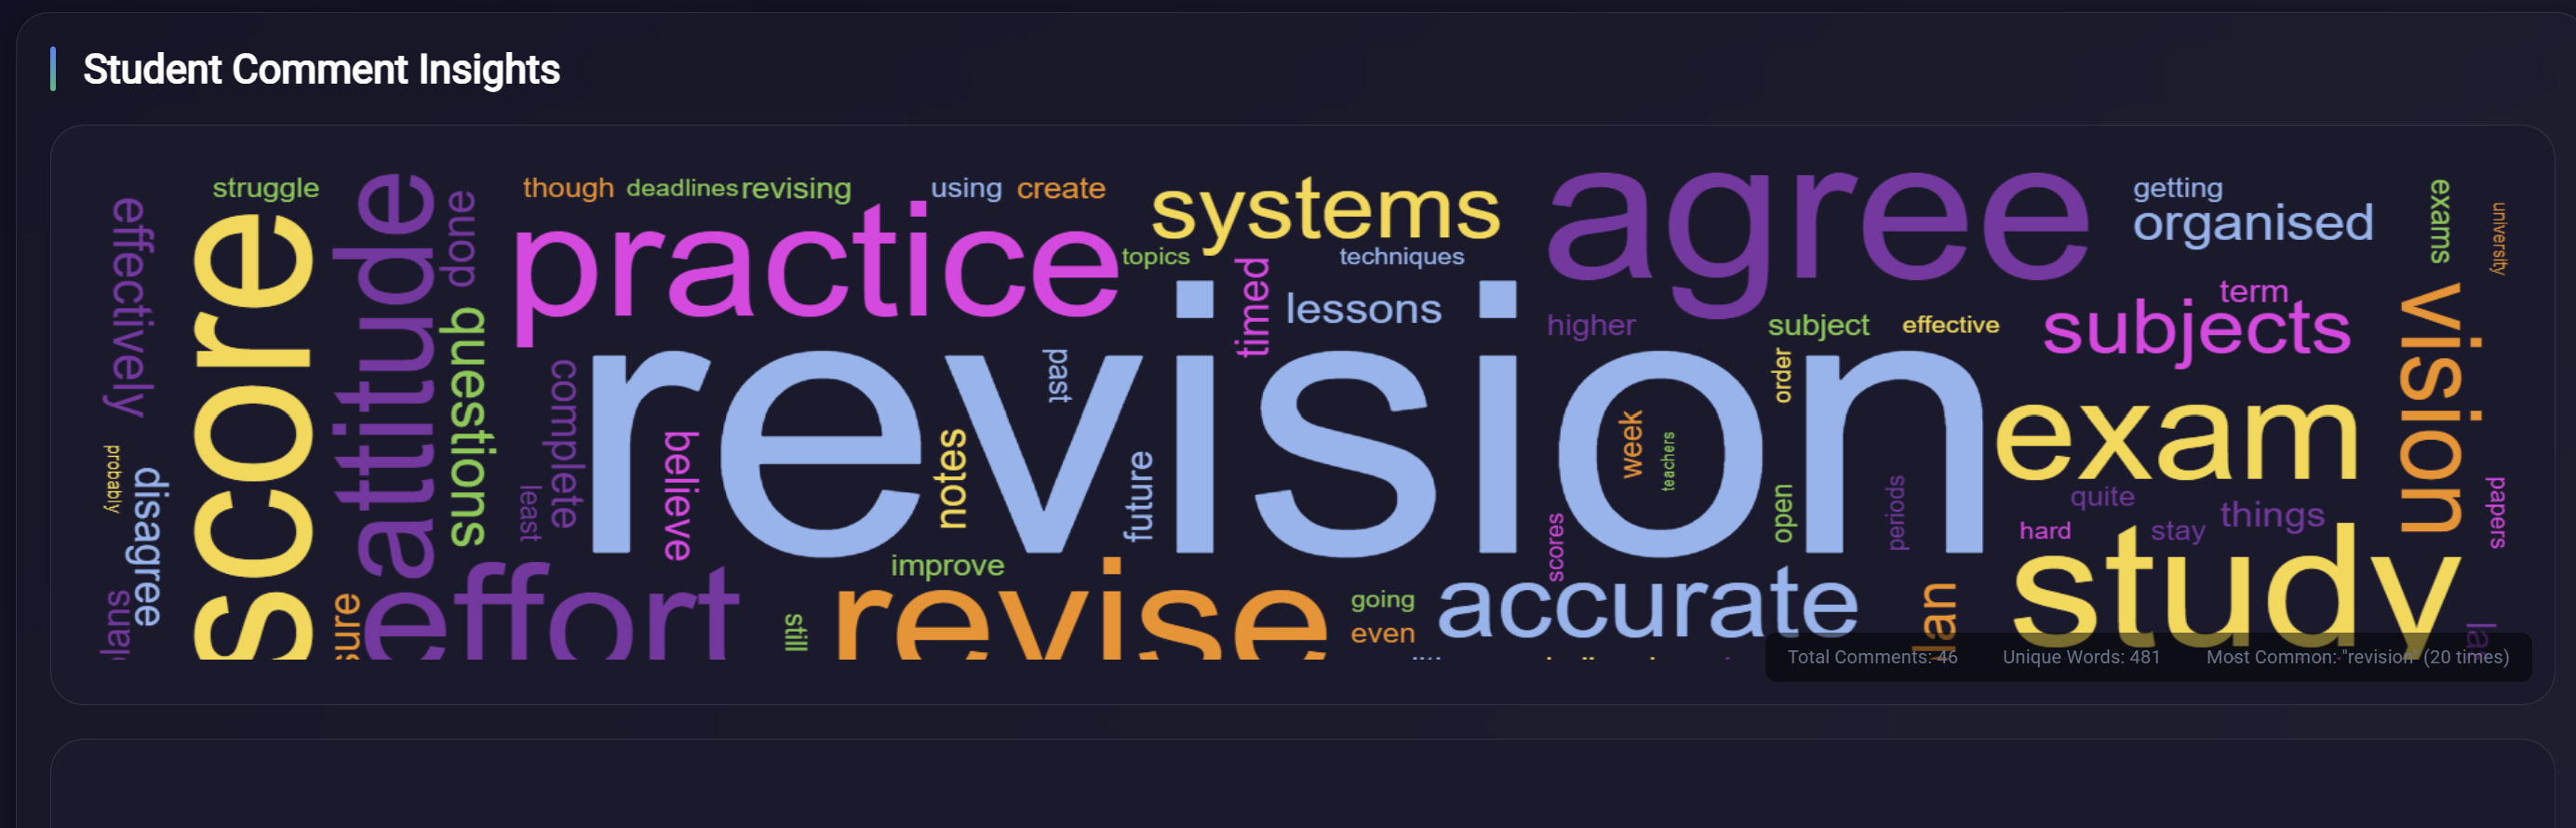 Student Comment Insights
struggle
though
deadlines
revising
using
create
systems
agree
getting
organised
exams
university
effectively
score
attitude
done
practice
topics
techniques
timed
lessons
higher
subject
effective
term
subjects
vision
questions
complete
past
revision
order
exam
believe
notes
week
teachers
probably
disagree
least
future
open
periods
quite
things
hard
stay
papers
scores
improve
study
plans
sure
effort
still
revise
going
even
accurate
Total Comments: 46
Unique Words: 481
Most Common: "revision" (20 times)